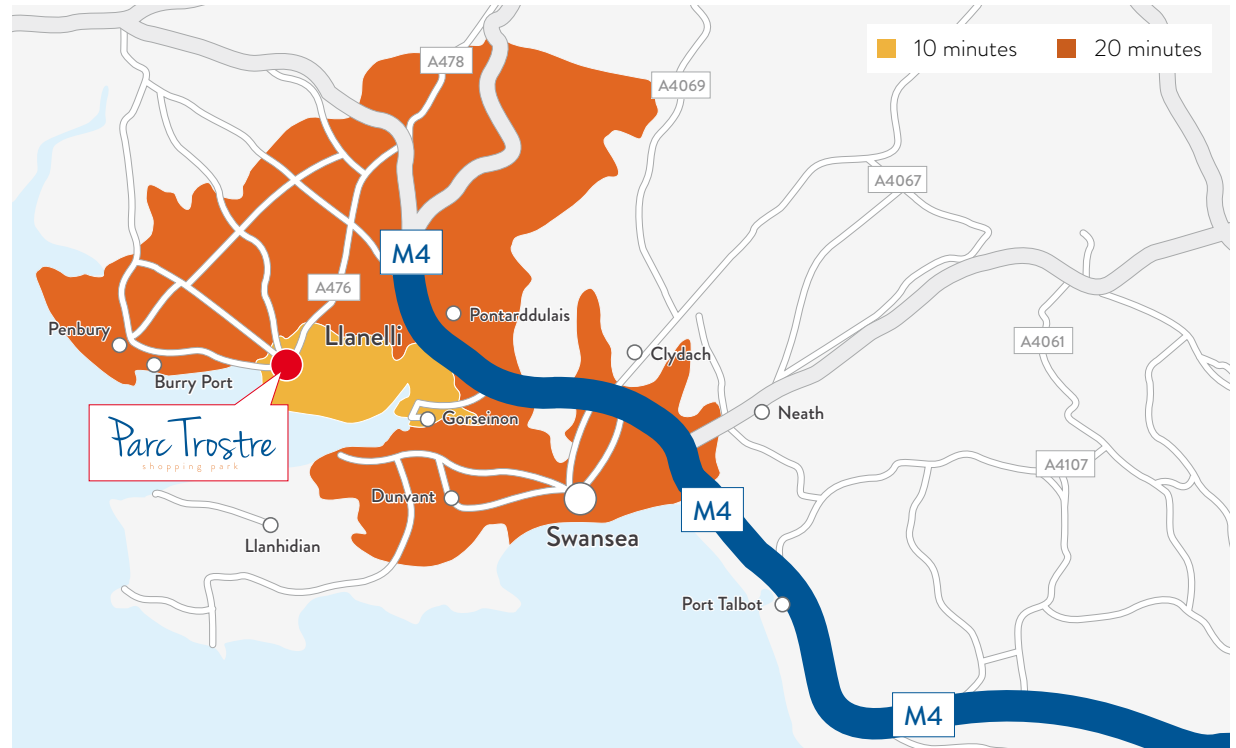 10 minutes
20 minutes
A478
A4069
A4067
M4
A476
Pontarddulais
Penbury
Llanelli
A4061
Clydach
Burry Port
Neath
Gorseinon
Parc Trostre
shopping park
A4107
Dunvant
M4
Swansea
Llanhidian
Port Talbot
M4